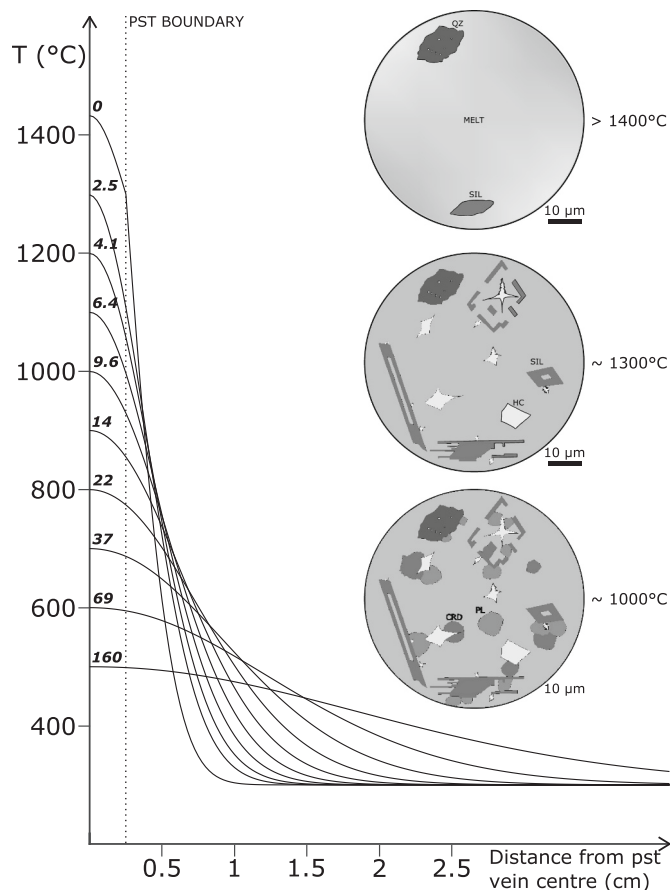 PST BOUNDARY
T (°C)
0
1400
2.5
1200
4.1
6.4
1000
9.6
14
800
22
37
600
69
160
400
0.5
1
1.5
2
2.5
Distance from pst
vein centre (cm)
QZ
MELT
SIL
> 1400°C
10 µm
SIL
HC
~ 1300°C
10 µm
CRD
PL
~ 1000°C
10 µm